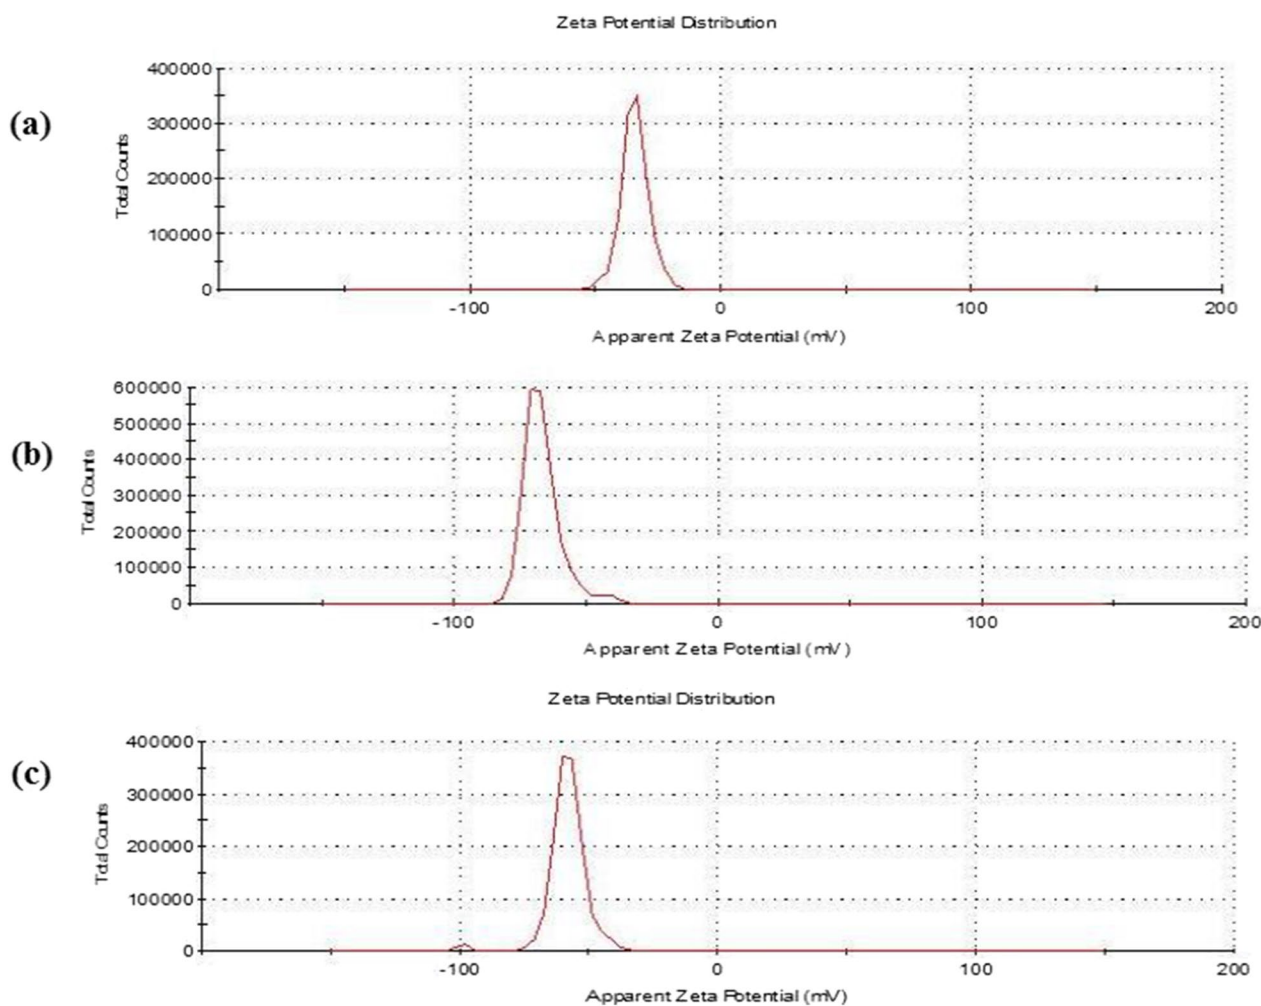 Zeta Potential Distribution
(a)
Total Counts
400000
300000
200000
100000
0
-100 0 100 200
Apparent Zeta Potential (mV)
(b)
Total Counts
600000
500000
400000
300000
200000
100000
0
-100 0 100 200
Apparent Zeta Potential (mV)
Zeta Potential Distribution
(c)
Total Counts
400000
300000
200000
100000
0
-100 0 100 200
Apparent Zeta Potential (mV)